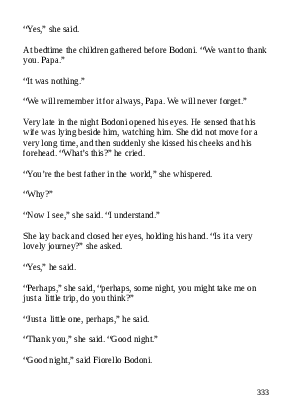 “Yes,” she said.
At bedtime the children gathered before Bodoni. “We want to thank
you. Papa.”
“It was nothing.”
“We will remember it for always, Papa. We will never forget.”
Very late in the night Bodoni opened his eyes. He sensed that his
wife was lying beside him, watching him. She did not move for a
very long time, and then suddenly she kissed his cheeks and his
forehead. “What’s this?” he cried.
“You’re the best father in the world,” she whispered.
“Why?”
“Now I see,” she said. “I understand.”
She lay back and closed her eyes, holding his hand. “Is it a very
lovely journey?” she asked.
“Yes,” he said.
“Perhaps,” she said, “perhaps, some night, you might take me on
just a little trip, do you think?”
“Just a little one, perhaps,” he said.
“Thank you,” she said. “Good night.”
“Good night,” said Fiorello Bodoni.
333